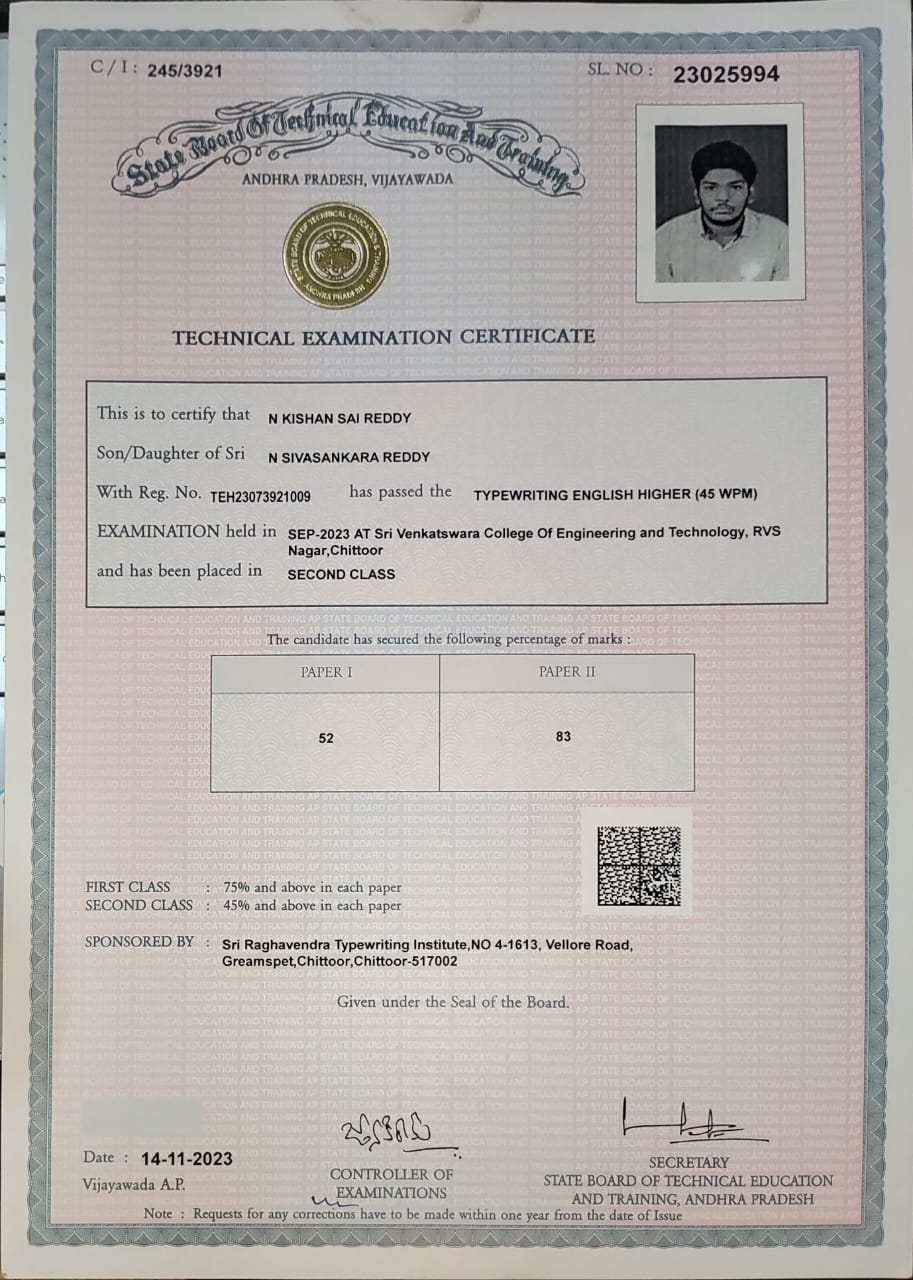 C / I : 245/3921
SL. NO : 23025994
State Board Of Technical Education And Training,
ANDHRA PRADESH, VIJAYAWADA
STATE BOARD OF TECHNICAL EDUCATION & TRAINING
ANDHRA PRADESH
TECHNICAL EXAMINATION CERTIFICATE
This is to certify that N KISHAN SAI REDDY
Son/Daughter of Sri N SIVASANKARA REDDY
With Reg. No. TEH23073921009 has passed the TYPEWRITING ENGLISH HIGHER (45 WPM)
EXAMINATION held in SEP-2023 AT Sri Venkatswara College Of Engineering and Technology, RVS
Nagar,Chittoor
and has been placed in SECOND CLASS
The candidate has secured the following percentage of marks :
PAPER I PAPER II
52 83
FIRST CLASS : 75% and above in each paper
SECOND CLASS : 45% and above in each paper
SPONSORED BY : Sri Raghavendra Typewriting Institute,NO 4-1613, Vellore Road,
Greamspet,Chittoor,Chittoor-517002
Given under the Seal of the Board.
Date : 14-11-2023
Vijayawada A.P.
CONTROLLER OF
EXAMINATIONS
SECRETARY
STATE BOARD OF TECHNICAL EDUCATION
AND TRAINING, ANDHRA PRADESH
Note : Requests for any corrections have to be made within one year from the date of Issue